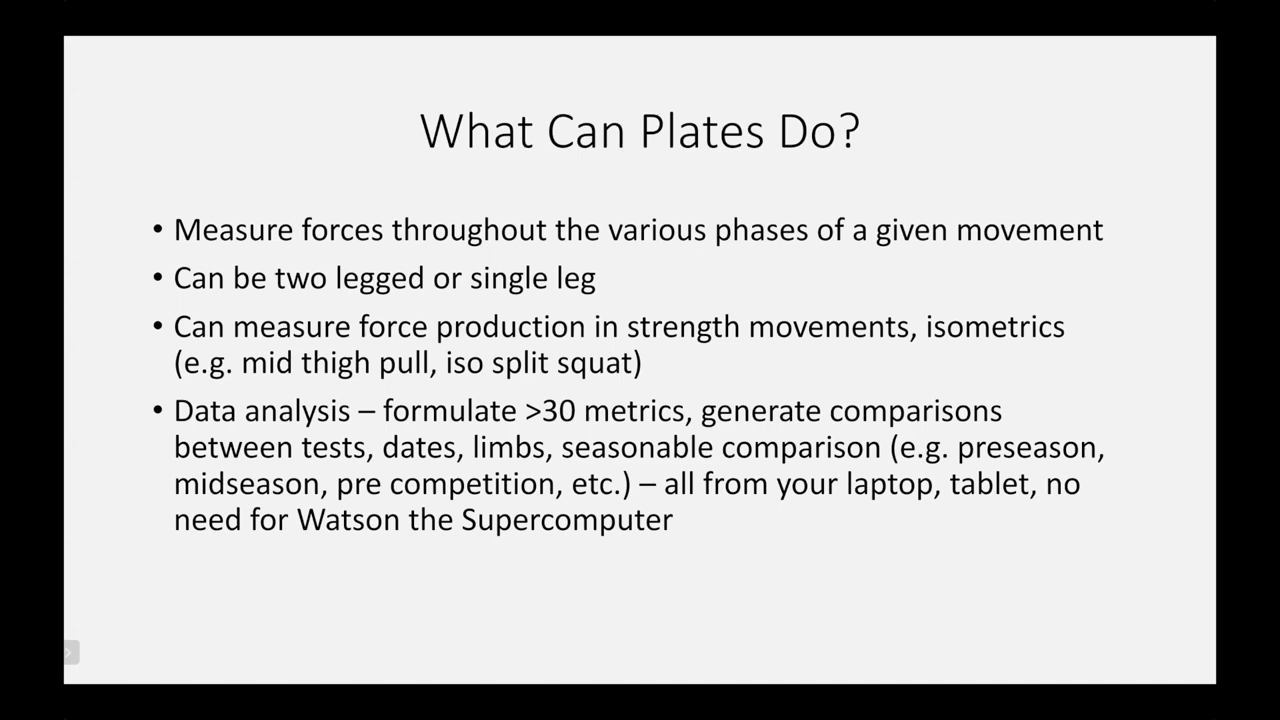 What Can Plates Do?
• Measure forces throughout the various phases of a given movement
• Can be two legged or single leg
• Can measure force production in strength movements, isometrics
(e.g. mid thigh pull, iso split squat)
• Data analysis – formulate >30 metrics, generate comparisons
between tests, dates, limbs, seasonable comparison (e.g. preseason,
midseason, pre competition, etc.) – all from your laptop, tablet, no
need for Watson the Supercomputer